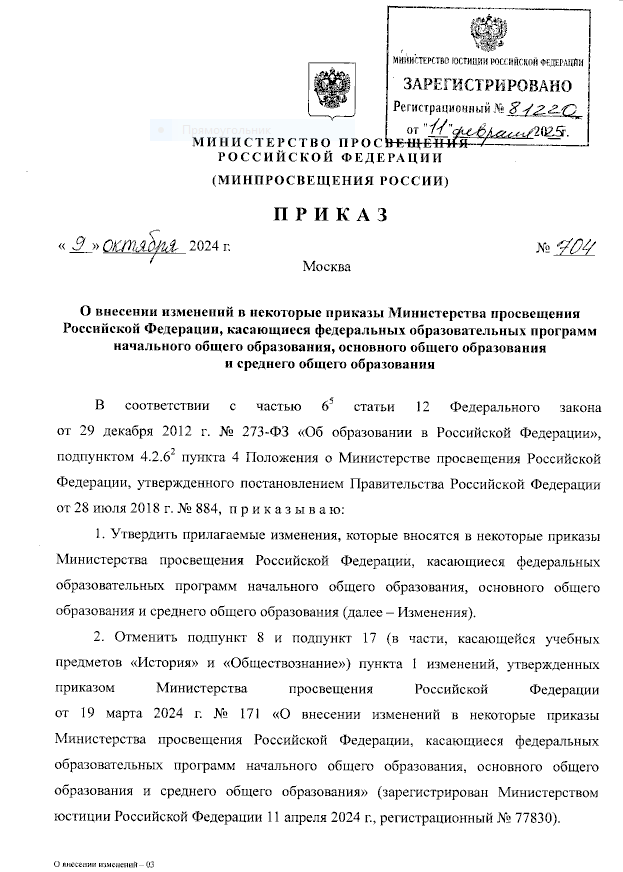 МИНИСТЕРСТВО ЮСТИЦИИ РОССИЙСКОЙ ФЕДЕРАЦИИ
ЗАРЕГИСТРИРОВАНО
Регистрационный № 81220
от "11" февраля 2025г.
Прямоугольник
МИНИСТЕРСТВО ПРОСВЕЩЕНИЯ
РОССИЙСКОЙ ФЕДЕРАЦИИ
(МИНПРОСВЕЩЕНИЯ РОССИИ)
ПРИКАЗ
« 9 » октября 2024 г. № 704
Москва
О внесении изменений в некоторые приказы Министерства просвещения
Российской Федерации, касающиеся федеральных образовательных программ
начального общего образования, основного общего образования
и среднего общего образования
В соответствии с частью 6⁵ статьи 12 Федерального закона
от 29 декабря 2012 г. № 273-ФЗ «Об образовании в Российской Федерации»,
подпунктом 4.2.6² пункта 4 Положения о Министерстве просвещения Российской
Федерации, утвержденного постановлением Правительства Российской Федерации
от 28 июля 2018 г. № 884, п р и к а з ы в а ю:
1. Утвердить прилагаемые изменения, которые вносятся в некоторые приказы
Министерства просвещения Российской Федерации, касающиеся федеральных
образовательных программ начального общего образования, основного общего
образования и среднего общего образования (далее – Изменения).
2. Отменить подпункт 8 и подпункт 17 (в части, касающейся учебных
предметов «История» и «Обществознание») пункта 1 изменений, утвержденных
приказом Министерства просвещения Российской Федерации
от 19 марта 2024 г. № 171 «О внесении изменений в некоторые приказы
Министерства просвещения Российской Федерации, касающиеся федеральных
образовательных программ начального общего образования, основного общего
образования и среднего общего образования» (зарегистрирован Министерством
юстиции Российской Федерации 11 апреля 2024 г., регистрационный № 77830).
О внесении изменений – 03